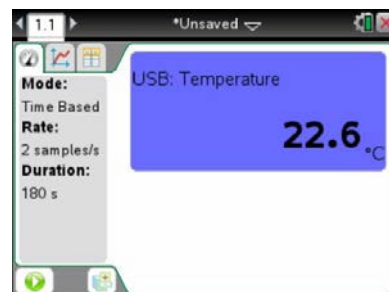 1.1 *Unsaved
Mode:
Time Based
Rate:
2 samples/s
Duration:
180 s
USB: Temperature
22.6 °C